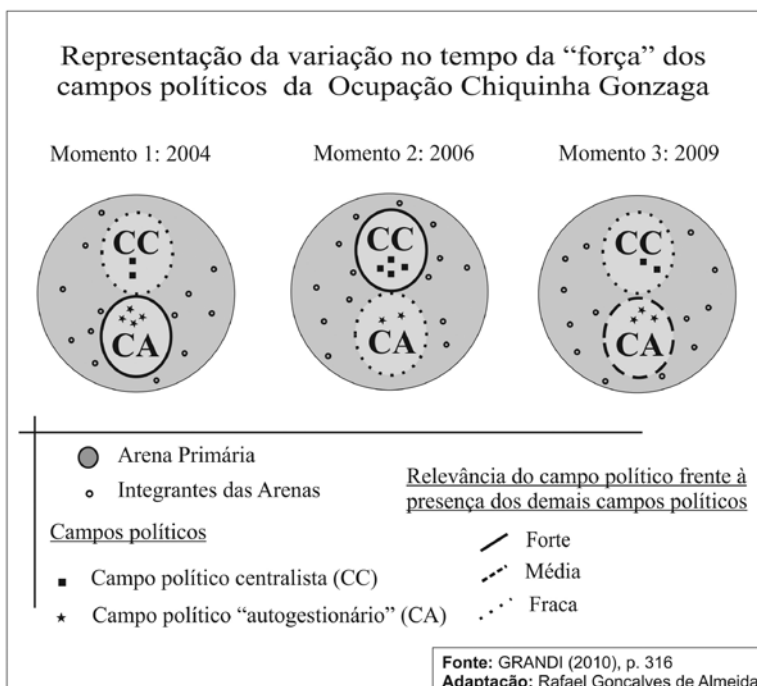 Representação da variação no tempo da “força” dos
campos políticos da Ocupação Chiquinha Gonzaga
Momento 1: 2004
Momento 2: 2006
Momento 3: 2009
CC
CA
CC
CA
CC
CA
Arena Primária
Integrantes das Arenas
Campos políticos
Campo político centralista (CC)
Campo político “autogestionário” (CA)
Relevância do campo político frente à
presença dos demais campos políticos
Forte
Média
Fraca
Fonte: GRANDI (2010), p. 316
Adaptação: Rafael Gonçalves de Almeida